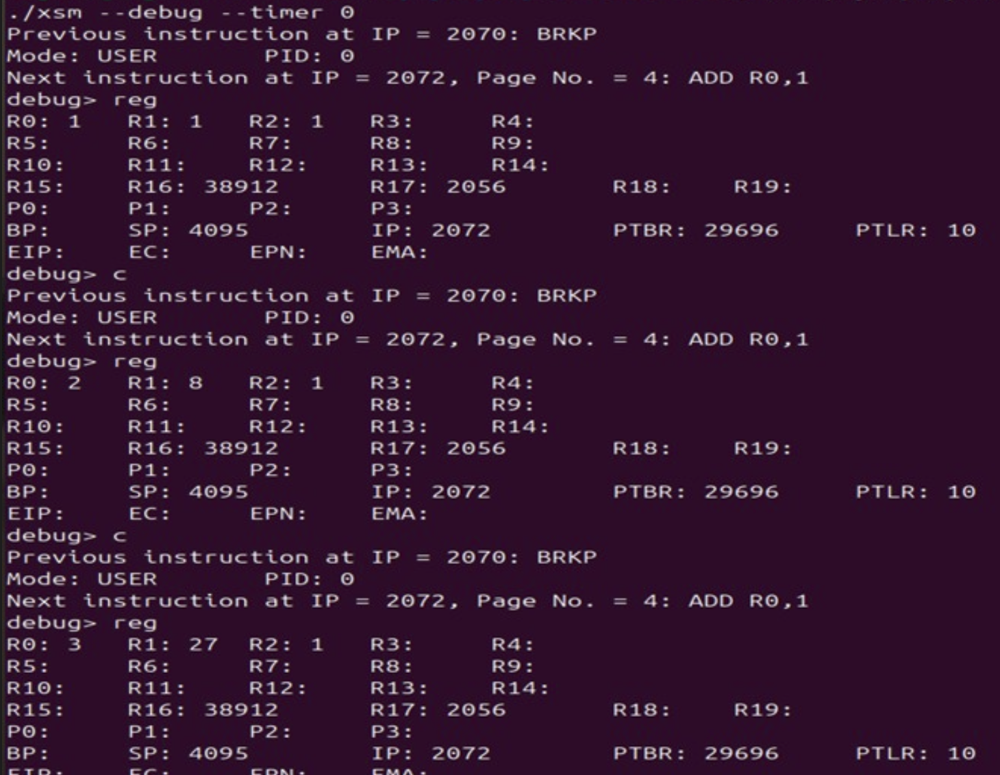 ./xsm --debug --timer 0
Previous instruction at IP = 2070: BRKP
Mode: USER PID: 0
Next instruction at IP = 2072, Page No. = 4: ADD R0,1
debug> reg
R0: 1 R1: 1 R2: 1 R3: R4:
R5: R6: R7: R8: R9:
R10: R11: R12: R13: R14:
R15: R16: 38912 R17: 2056 R18: R19:
P0: P1: P2: P3:
BP: SP: 4095 IP: 2072 PTBR: 29696 PTLR: 10
EIP: EC: EPN: EMA:
debug> c
Previous instruction at IP = 2070: BRKP
Mode: USER PID: 0
Next instruction at IP = 2072, Page No. = 4: ADD R0,1
debug> reg
R0: 2 R1: 8 R2: 1 R3: R4:
R5: R6: R7: R8: R9:
R10: R11: R12: R13: R14:
R15: R16: 38912 R17: 2056 R18: R19:
P0: P1: P2: P3:
BP: SP: 4095 IP: 2072 PTBR: 29696 PTLR: 10
EIP: EC: EPN: EMA:
debug> c
Previous instruction at IP = 2070: BRKP
Mode: USER PID: 0
Next instruction at IP = 2072, Page No. = 4: ADD R0,1
debug> reg
R0: 3 R1: 27 R2: 1 R3: R4:
R5: R6: R7: R8: R9:
R10: R11: R12: R13: R14:
R15: R16: 38912 R17: 2056 R18: R19:
P0: P1: P2: P3:
BP: SP: 4095 IP: 2072 PTBR: 29696 PTLR: 10
EIP: EC: EPN: EMA: